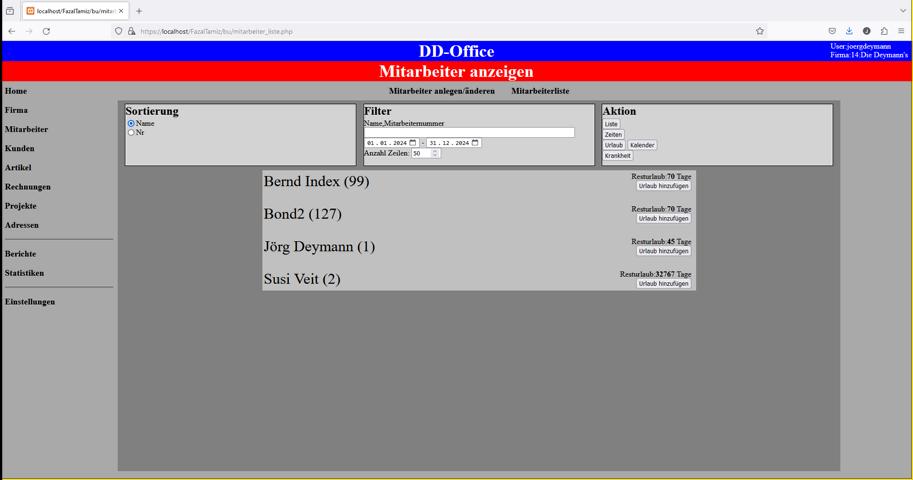 localhost/FazalTamiz/bu/mitar
https://localhost/FazalTamiz/bu/mitarbeiter_liste.php
DD-Office
User:joergdeymann
Firma:14:Die Deymann's
Mitarbeiter anzeigen
Home
Mitarbeiter anlegen/änderen Mitarbeiterliste
Firma
Mitarbeiter
Kunden
Artikel
Rechnungen
Projekte
Adressen
Berichte
Statistiken
Einstellungen
Sortierung
Name
Nr
Filter
Name,Mitarbeiternummer
01.01.2024 - 31.12.2024
Anzahl Zeilen: 50
Aktion
Liste
Zeiten
Urlaub Kalender
Krankheit
Bernd Index (99)
Resturlaub:70 Tage
Urlaub hinzufügen
Bond2 (127)
Resturlaub:70 Tage
Urlaub hinzufügen
Jörg Deymann (1)
Resturlaub:45 Tage
Urlaub hinzufügen
Susi Veit (2)
Resturlaub:32767 Tage
Urlaub hinzufügen